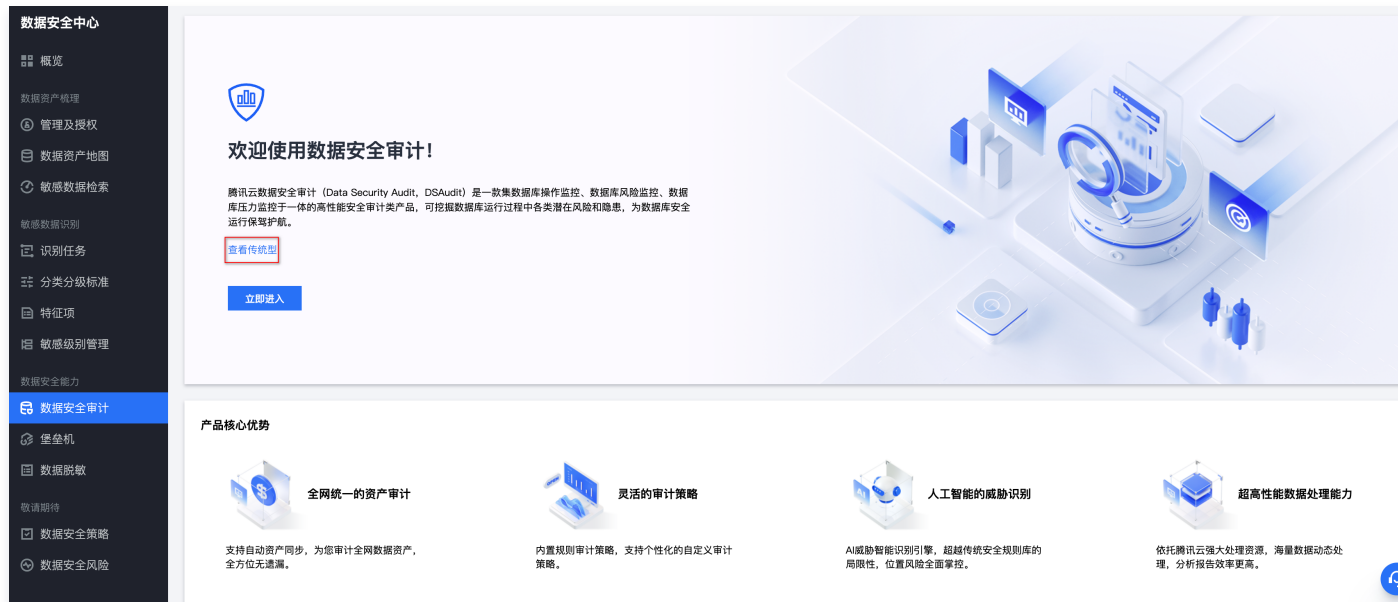 数据安全中心
概览
数据资产梳理
管理及授权
数据资产地图
敏感数据检索
敏感数据识别
识别任务
分类分级标准
特征项
敏感级别管理
数据安全能力
数据安全审计
堡垒机
数据脱敏
敬请期待
数据安全策略
数据安全风险
欢迎使用数据安全审计！
腾讯云数据安全审计（Data Security Audit，DSAudit）是一款集数据库操作监控、数据库风险监控、数据
库压力监控于一体的高性能安全审计类产品，可挖掘数据库运行过程中各类潜在风险和隐患，为数据库安全
运行保驾护航。
查看传统型
立即进入
产品核心优势
全网统一的资产审计
支持自动资产同步，为您审计全网数据资产，
全方位无遗漏。
灵活的审计策略
内置规则审计策略，支持个性化的自定义审计
策略。
AI
人工智能的威胁识别
AI威胁智能识别引擎，超越传统安全规则库的
局限性，位置风险全面掌控。
超高性能数据处理能力
依托腾讯云强大处理资源，海量数据动态处
理，分析报告效率更高。